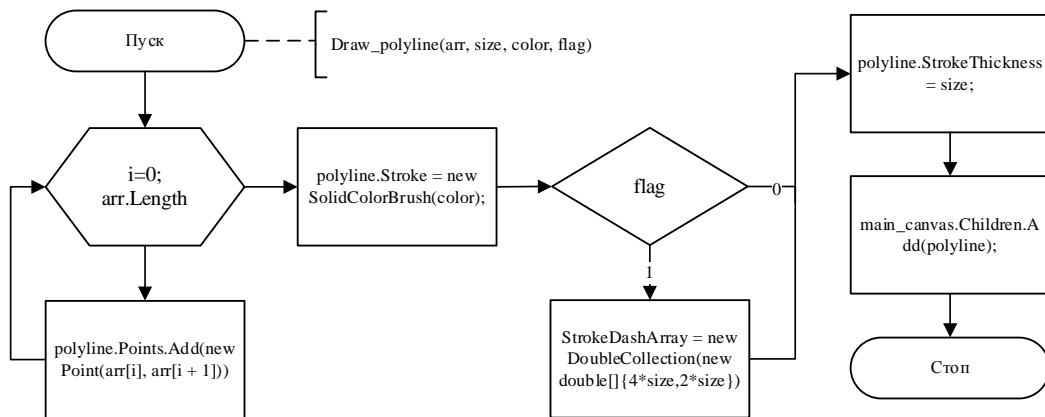 Пуск
Draw_polyline(arr, size, color, flag)
i=0;
arr.Length
polyline.Points.Add(new
Point(arr[i], arr[i + 1]))
polyline.Stroke = new
SolidColorBrush(color);
flag
0
1
StrokeDashArray = new
DoubleCollection(new
double[]{4*size,2*size})
polyline.StrokeThickness
= size;
main_canvas.Children.A
dd(polyline);
Стоп